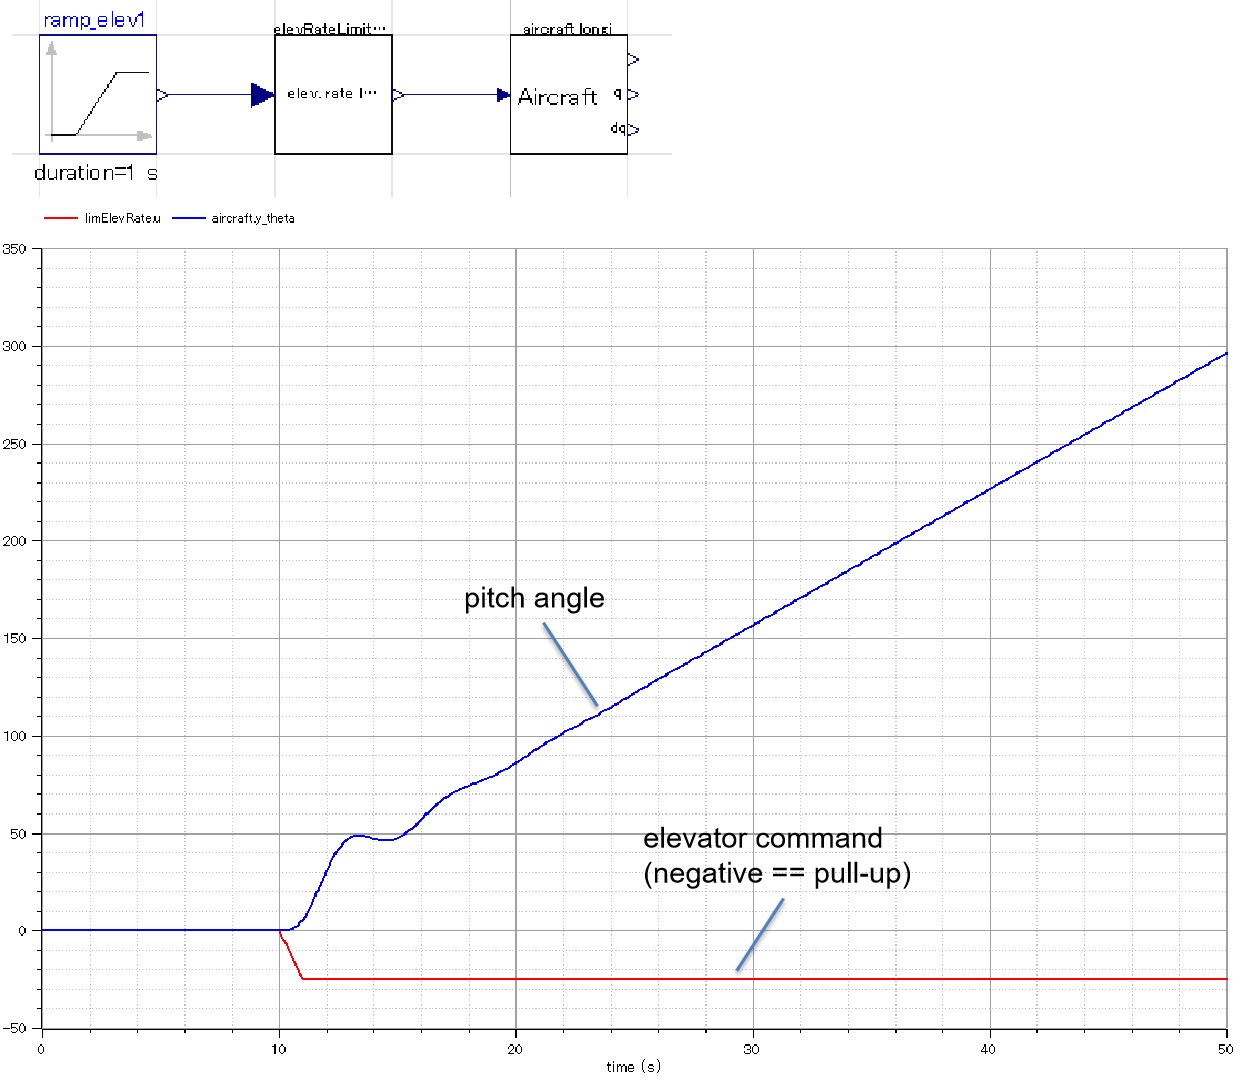 ramp_elev1
elevRateLimit...
aircraft longi
elev. rate l...
Aircraft
q
dq
duration=1 s
limElevRate.u
aircraft.y_theta
350
300
250
200
150
100
50
0
-50
pitch angle
elevator command
(negative == pull-up)
0 10 20 30 40 50
time (s)